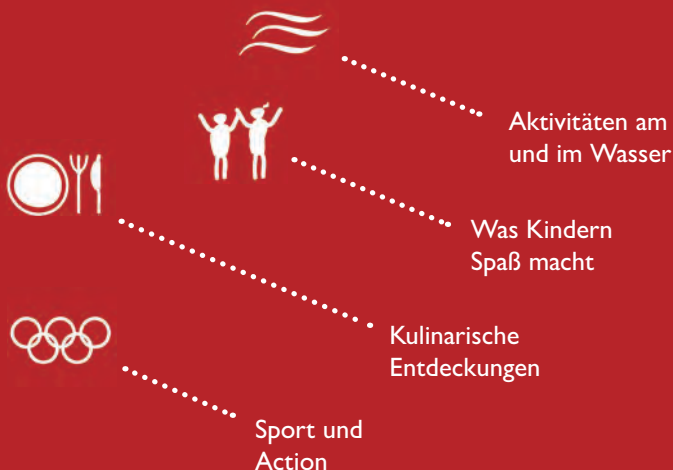 Aktivitäten am
und im Wasser
Was Kindern
Spaß macht
Kulinarische
Entdeckungen
Sport und
Action